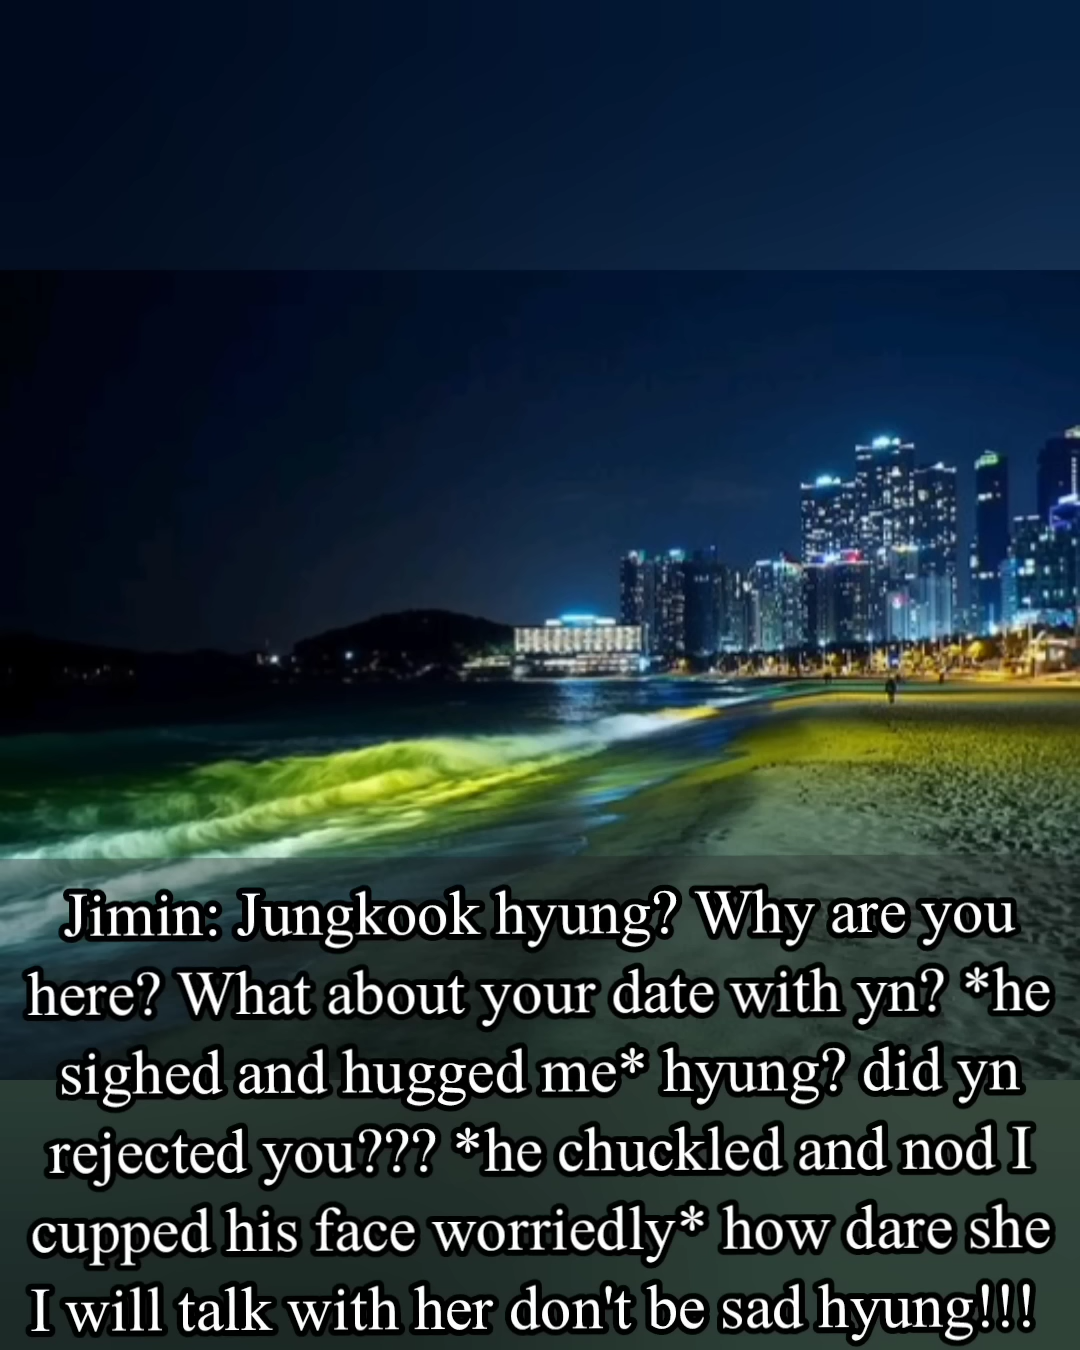 Jimin: Jungkook hyung? Why are you
here? What about your date with yn? *he
sighed and hugged me* hyung? did yn
rejected you??? *he chuckled and nod I
cupped his face worriedly* how dare she
I will talk with her don't be sad hyung!!!